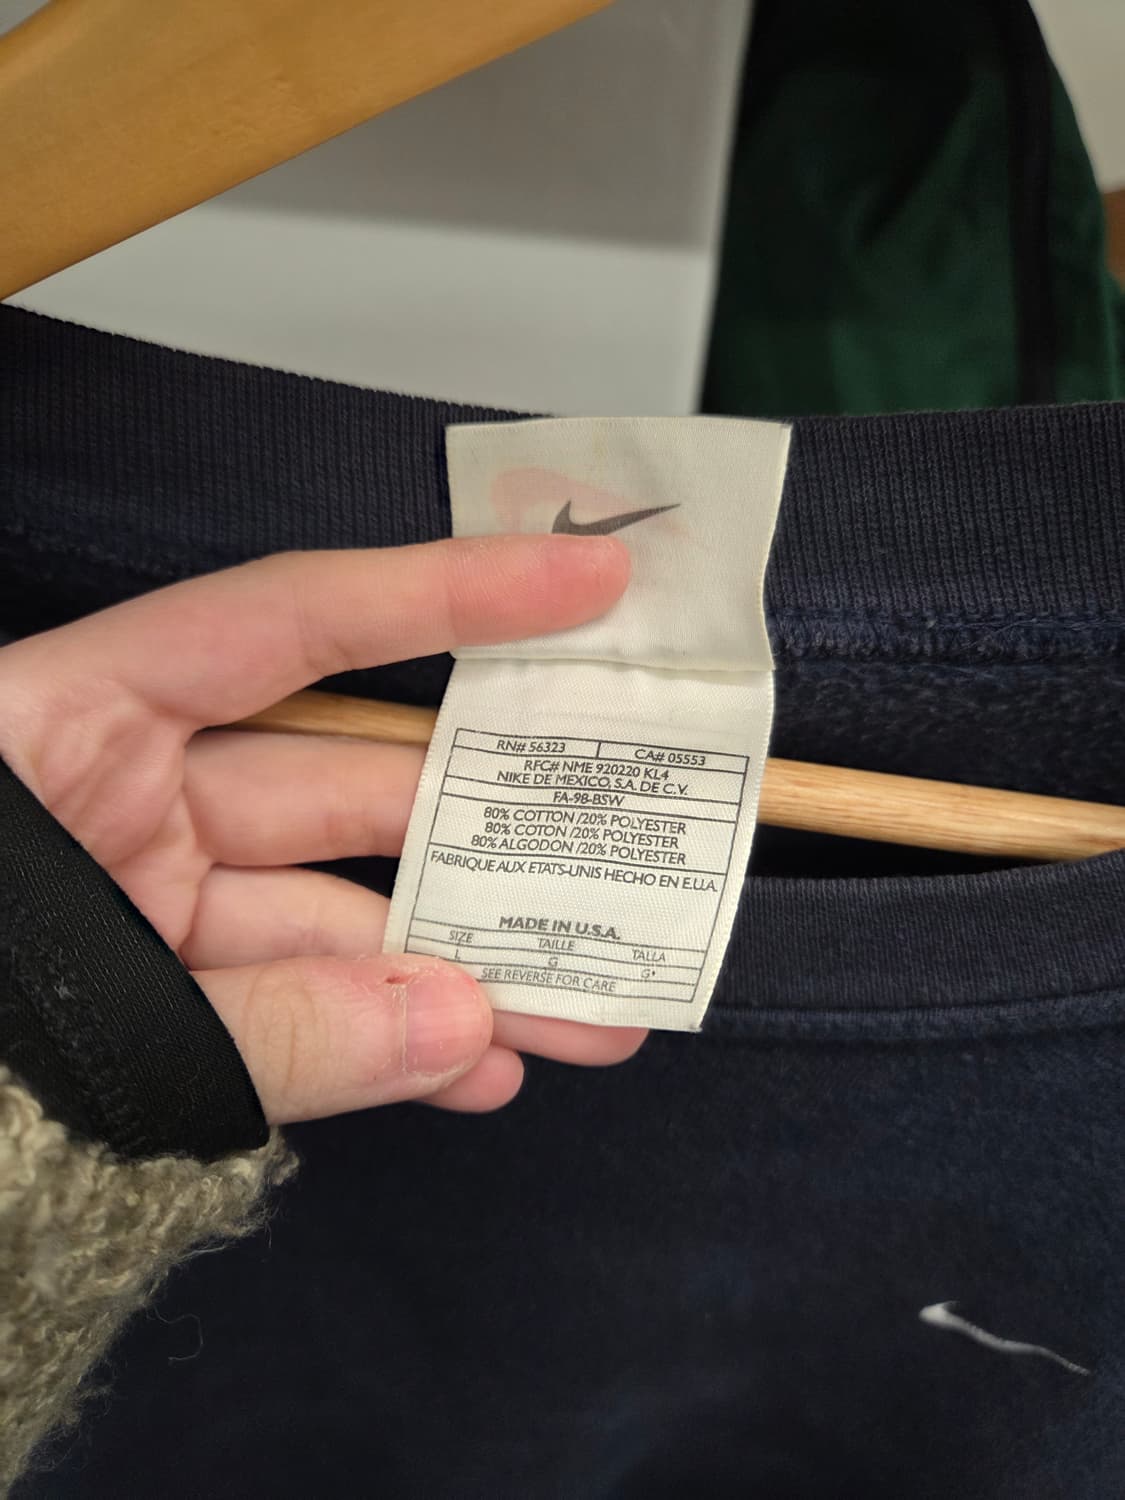 RN# 56323 CA# 05553
RFC# NME 920220 KL4
NIKE DE MEXICO, S.A. DE C.V.
FA-98-BSW
80% COTTON /20% POLYESTER
80% COTON /20% POLYESTER
80% ALGODON /20% POLYESTER
FABRIQUE AUX ETATS-UNIS HECHO EN E.U.A.
MADE IN U.S.A.
SIZE TAILLE TALLA
L G G*
SEE REVERSE FOR CARE